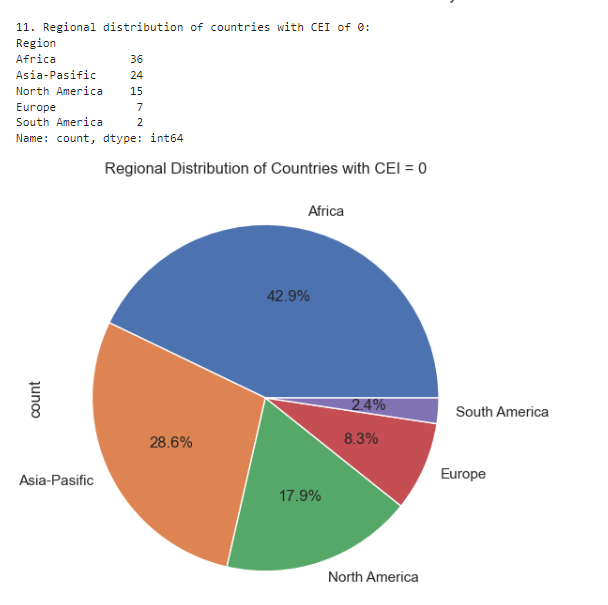 11. Regional distribution of countries with CEI of 0:
Region
Africa 36
Asia-Pasific 24
North America 15
Europe 7
South America 2
Name: count, dtype: int64
Regional Distribution of Countries with CEI = 0
Africa
42.9%
count
2.4%
South America
28.6%
8.3%
Asia-Pasific
Europe
17.9%
North America